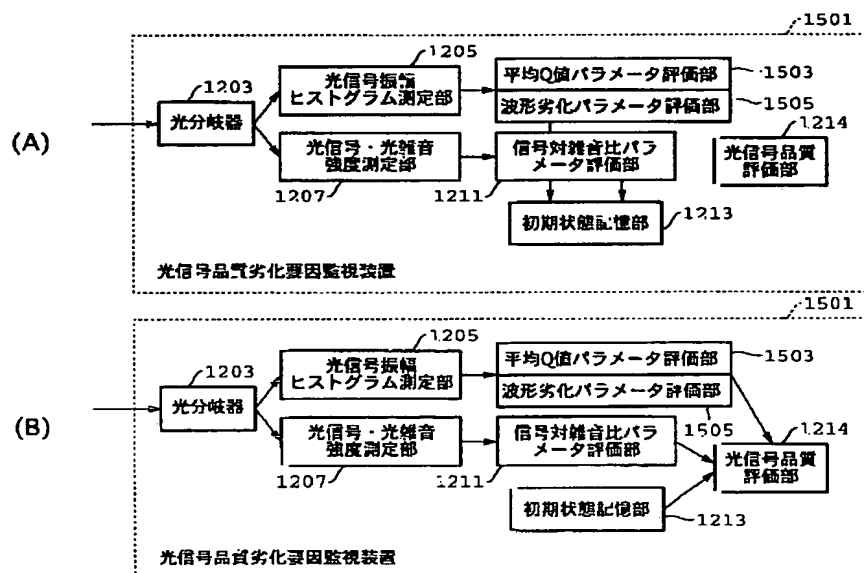 (A)
1501
1203
光分岐器
1205
光信号振幅
ヒストグラム測定部
光信号・光雑音
強度測定部
1207
平均Q値パラメータ評価部
1503
波形劣化パラメータ評価部
1505
信号対雑音比パラ
メータ評価部
1211
1214
光信号品質
評価部
初期状態記憶部
1213
光信号品質劣化要因監視装置
(B)
1501
1203
光分岐器
1205
光信号振幅
ヒストグラム測定部
光信号・光雑音
強度測定部
1207
平均Q値パラメータ評価部
1503
波形劣化パラメータ評価部
1505
信号対雑音比パラ
メータ評価部
1211
1214
光信号品質
評価部
初期状態記憶部
1213
光信号品質劣化要因監視装置